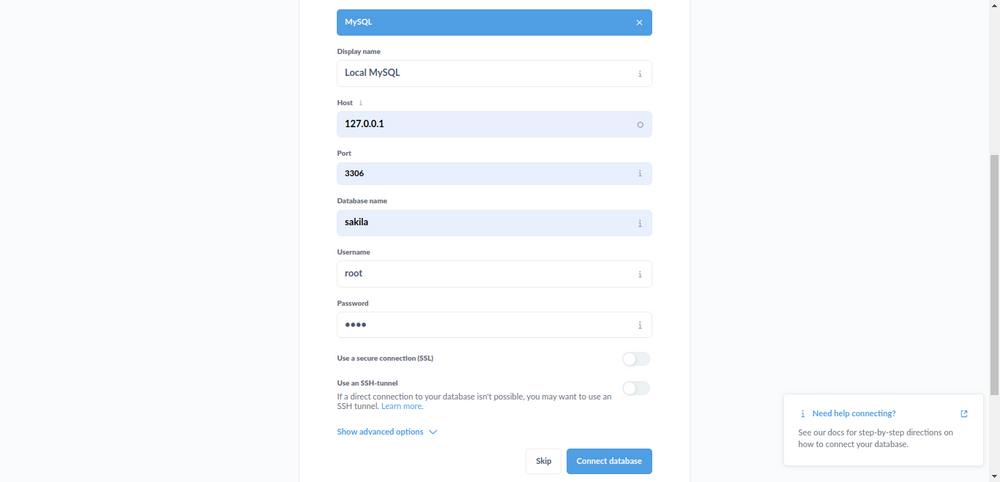 MySQL
Display name
Local MySQL
Host
127.0.0.1
Port
3306
Database name
sakila
Username
root
Password
••••
Use a secure connection (SSL)
Use an SSH-tunnel
If a direct connection to your database isn't possible, you may want to use an
SSH tunnel. Learn more.
Show advanced options
Skip
Connect database
Need help connecting?
See our docs for step-by-step directions on
how to connect your database.